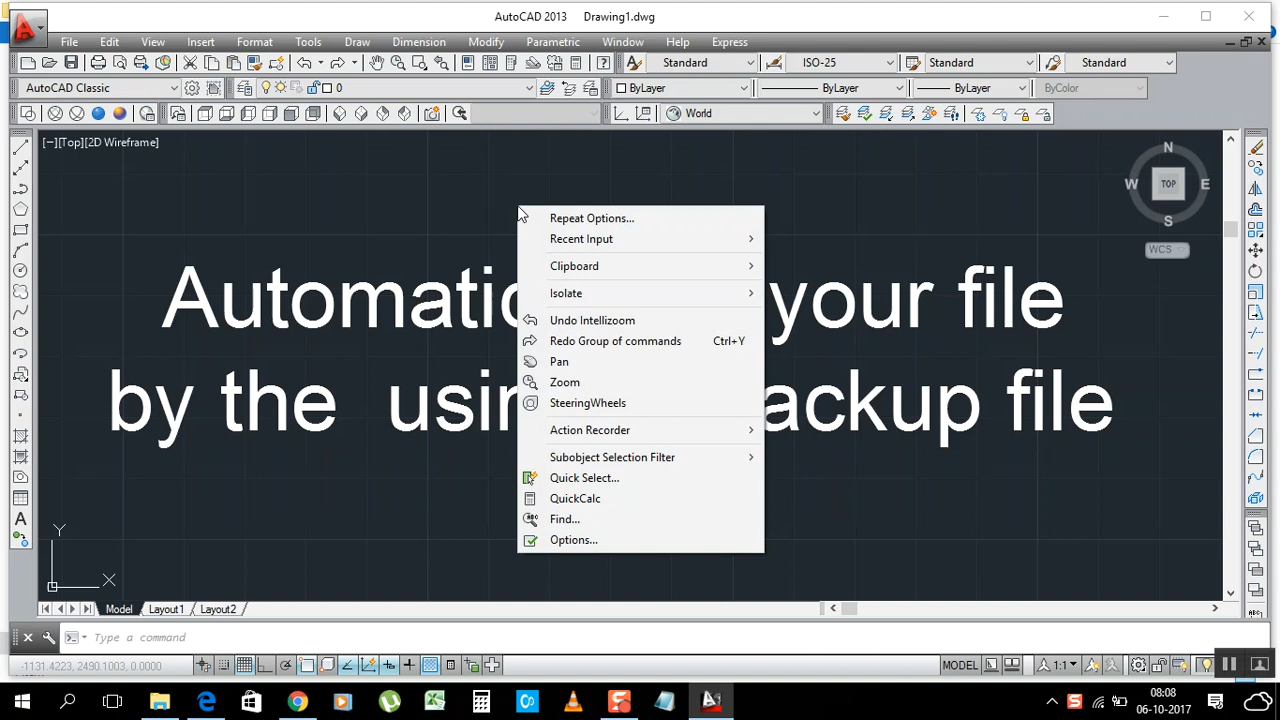 AutoCAD 2013 Drawing1.dwg
File Edit View Insert Format Tools Draw Dimension Modify Parametric Window Help Express
Standard ISO-25 Standard Standard
AutoCAD Classic 0 ByLayer ByLayer ByLayer ByColor
World
[−][Top][2D Wireframe]
N
W TOP E
S
WCS
Automatic your file
by the usin ackup file
Repeat Options...
Recent Input
Clipboard
Isolate
Undo Intellizoom
Redo Group of commands Ctrl+Y
Pan
Zoom
SteeringWheels
Action Recorder
Subobject Selection Filter
Quick Select...
QuickCalc
Find...
Options...
Y
X
Model Layout1 Layout2
Type a command
-1131.4223, 2490.1003, 0.0000 MODEL 1:1
08:08
06-10-2017